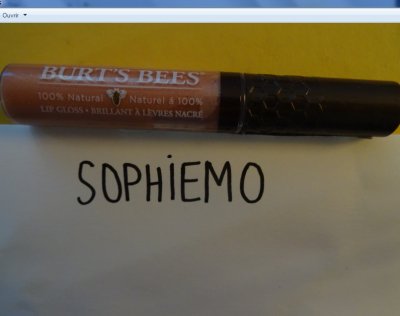 Ouvrir
BURT'S BEES®
100% Natural Naturel à 100%
LIP GLOSS • BRILLANT À LÈVRES NACRÉ
SOPHIEMO